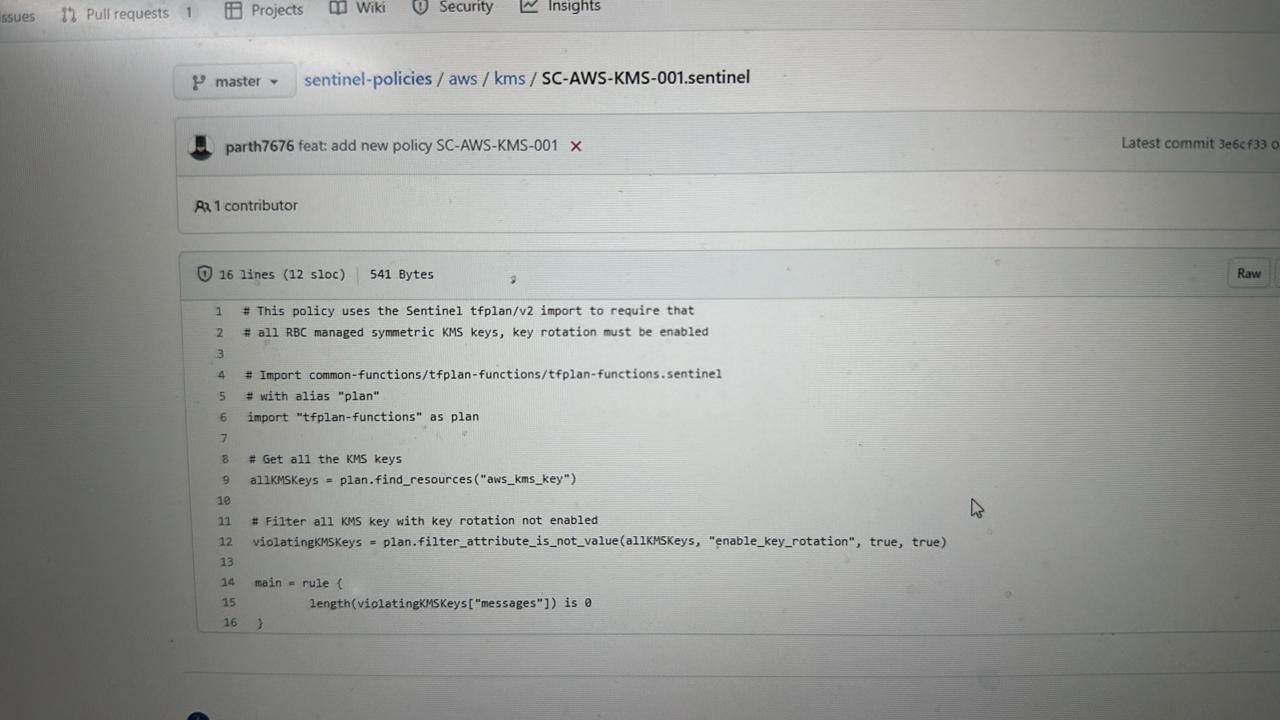 ssues Pull requests 1 Projects Wiki Security Insights
master sentinel-policies / aws / kms / SC-AWS-KMS-001.sentinel
parth7676 feat: add new policy SC-AWS-KMS-001 Latest commit 3e6cf33 o
1 contributor
16 lines (12 sloc) 541 Bytes Raw
1 # This policy uses the Sentinel tfplan/v2 import to require that
2 # all RBC managed symmetric KMS keys, key rotation must be enabled
3
4 # Import common-functions/tfplan-functions/tfplan-functions.sentinel
5 # with alias "plan"
6 import "tfplan-functions" as plan
7
8 # Get all the KMS keys
9 allKMSKeys = plan.find_resources("aws_kms_key")
10
11 # Filter all KMS key with key rotation not enabled
12 violatingKMSKeys = plan.filter_attribute_is_not_value(allKMSKeys, "enable_key_rotation", true, true)
13
14 main = rule {
15 length(violatingKMSKeys["messages"]) is 0
16 }